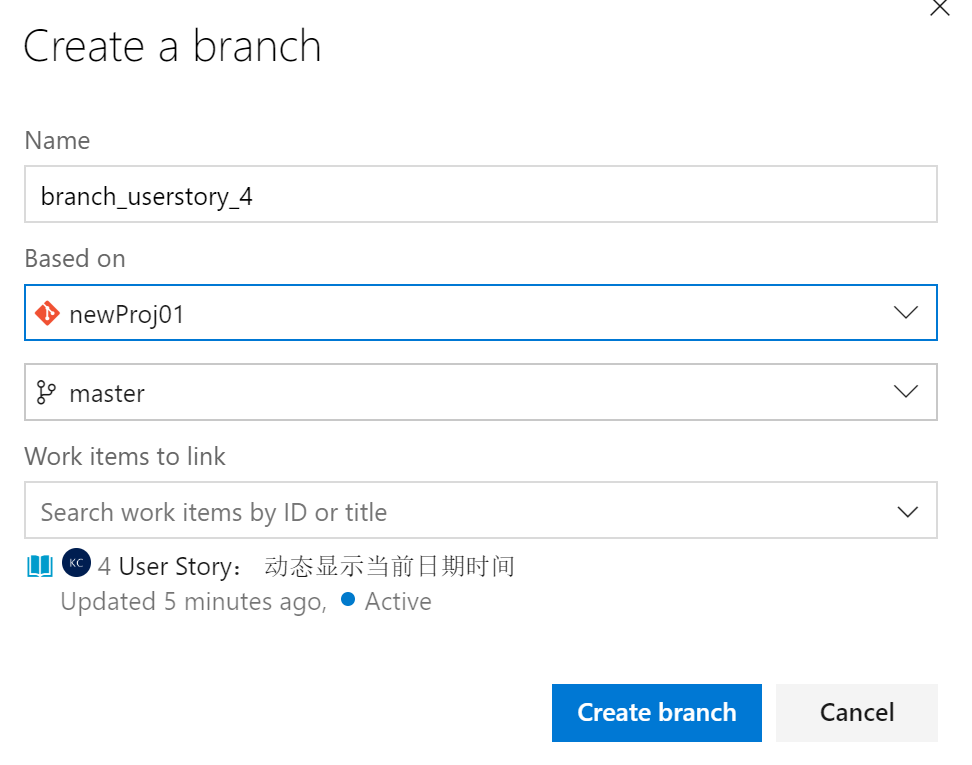 Create a branch
Name
branch_userstory_4
Based on
newProj01
master
Work items to link
Search work items by ID or title
KC 4 User Story： 动态显示当前日期时间
Updated 5 minutes ago, Active
Create branch Cancel